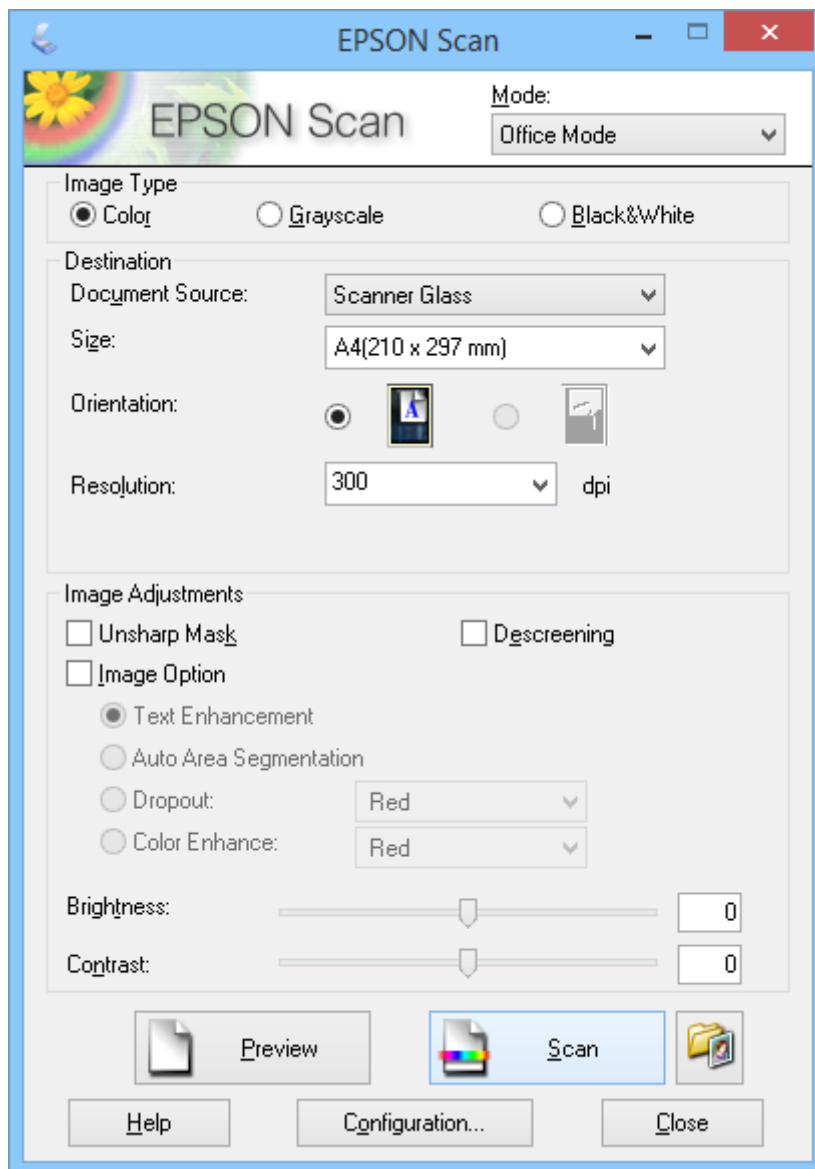 EPSON Scan
EPSON Scan
Mode:
Office Mode
Image Type
Color Grayscale Black&White
Destination
Document Source: Scanner Glass
Size: A4(210 x 297 mm)
Orientation: A
Resolution: 300 dpi
Image Adjustments
Unsharp Mask Descreening
Image Option
Text Enhancement
Auto Area Segmentation
Dropout: Red
Color Enhance: Red
Brightness: 0
Contrast: 0
Preview Scan
Help Configuration... Close